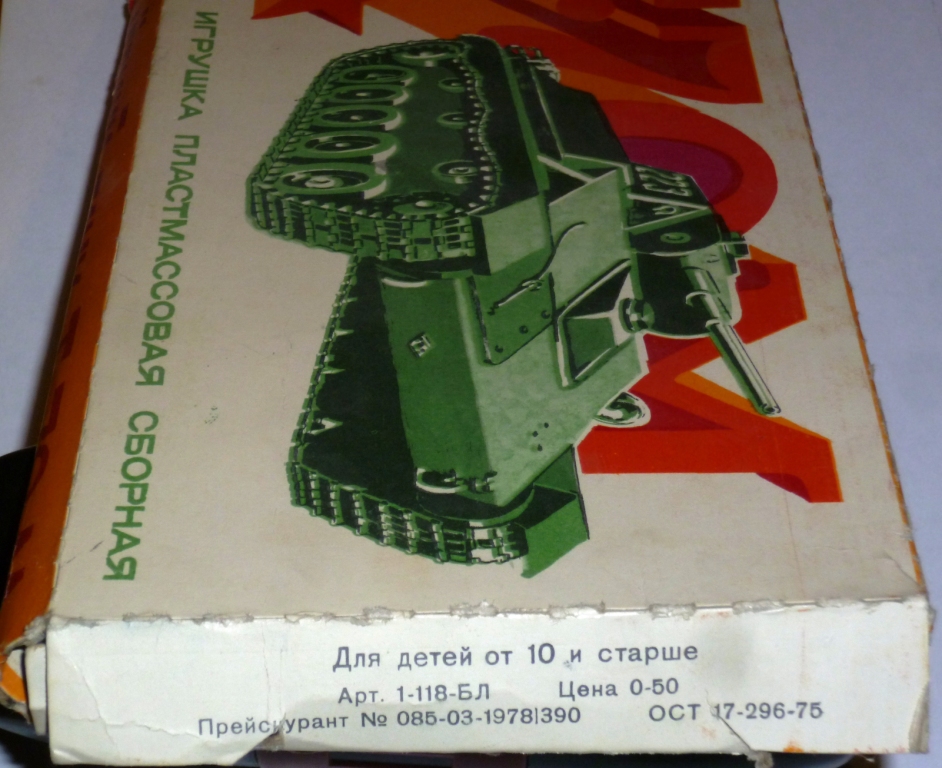 ИГРУШКА ПЛАСТМАССОВАЯ СБОРНАЯ
Для детей от 10 и старше
Арт. 1-118-БЛ Цена 0-50
Прейскурант № 085-03-1978|390 ОСТ 17-296-75